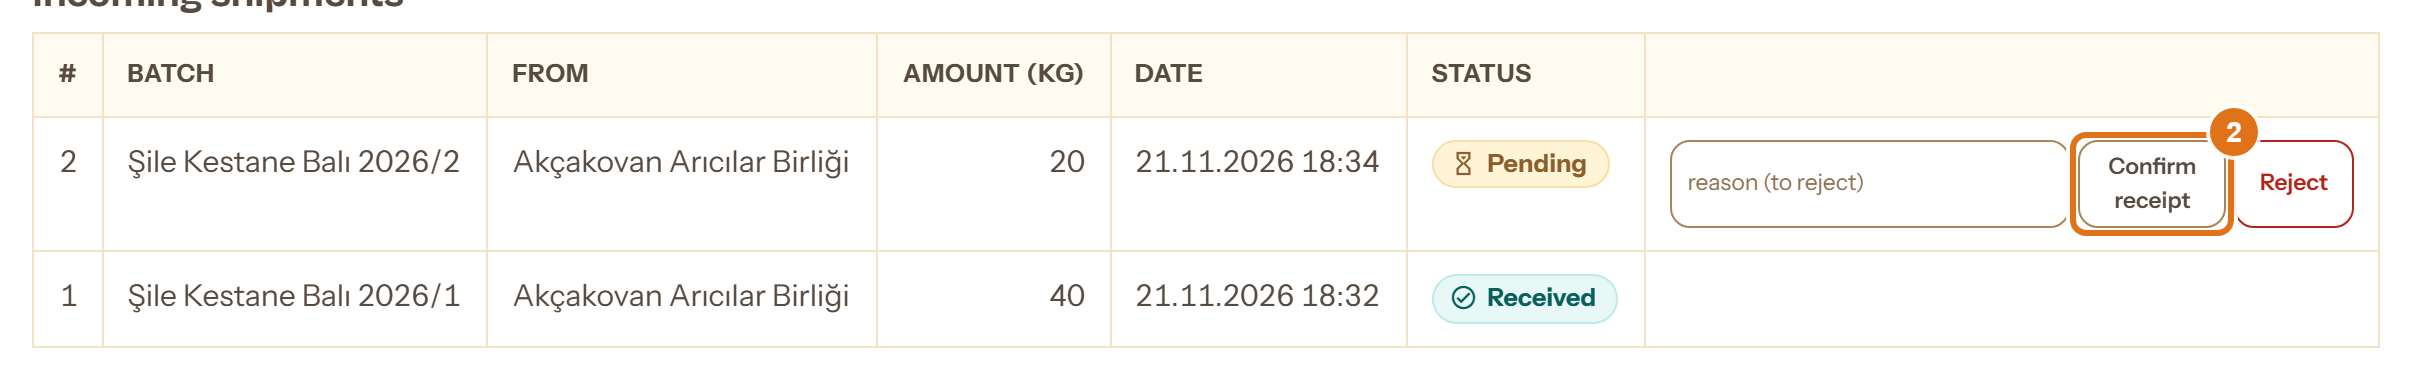 Incoming shipments
# BATCH FROM AMOUNT (KG) DATE STATUS
2 Şile Kestane Balı 2026/2 Akçakovan Arıcılar Birliği 20 21.11.2026 18:34 Pending reason (to reject) Confirm receipt Reject
2
1 Şile Kestane Balı 2026/1 Akçakovan Arıcılar Birliği 40 21.11.2026 18:32 Received